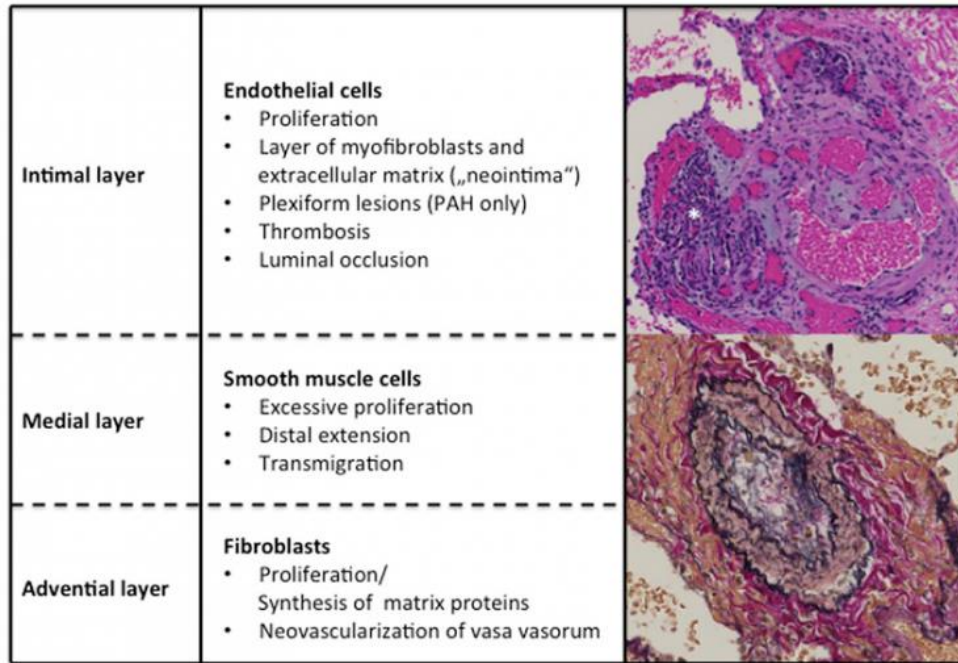 Intimal layer
Endothelial cells
• Proliferation
• Layer of myofibroblasts and
extracellular matrix („neointima“)
• Plexiform lesions (PAH only)
• Thrombosis
• Luminal occlusion
*
Medial layer
Smooth muscle cells
• Excessive proliferation
• Distal extension
• Transmigration
Advential layer
Fibroblasts
• Proliferation/
Synthesis of matrix proteins
• Neovascularization of vasa vasorum